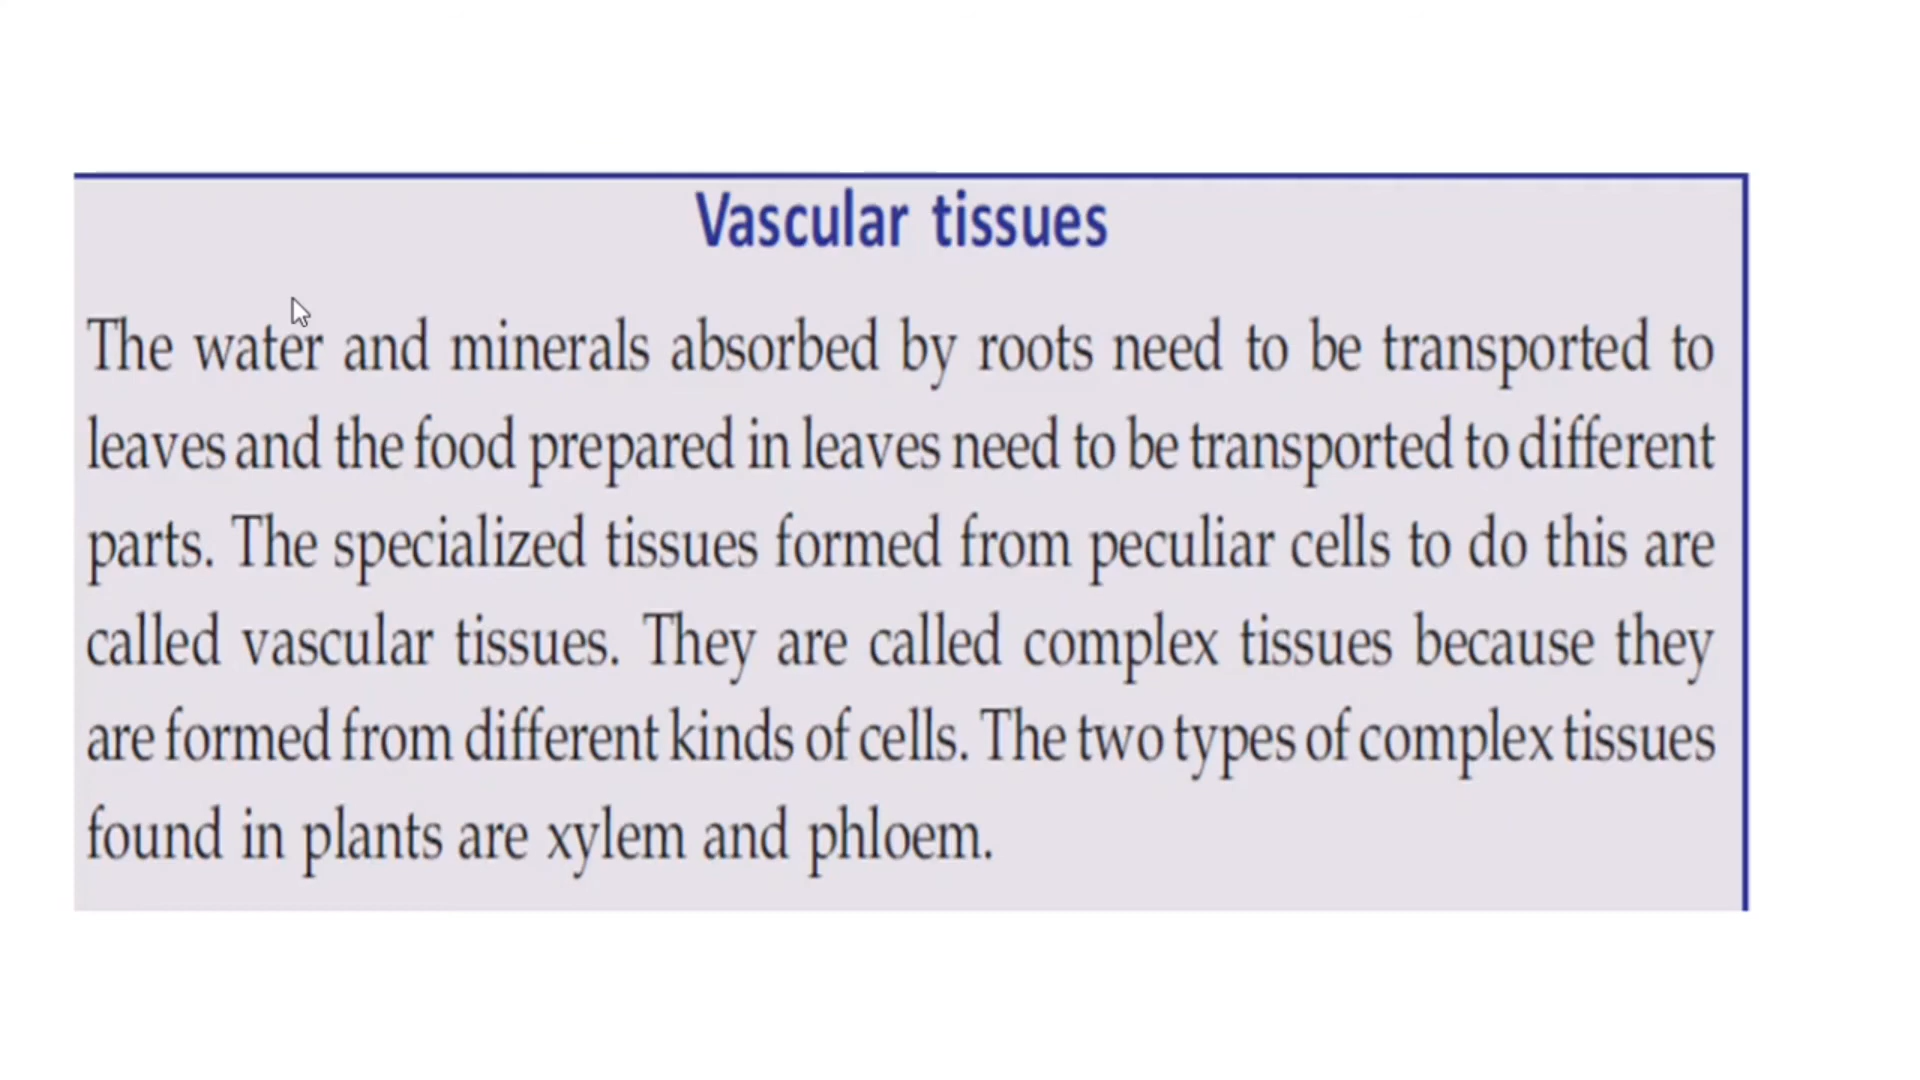 Vascular tissues
The water and minerals absorbed by roots need to be transported to
leaves and the food prepared in leaves need to be transported to different
parts. The specialized tissues formed from peculiar cells to do this are
called vascular tissues. They are called complex tissues because they
are formed from different kinds of cells. The two types of complex tissues
found in plants are xylem and phloem.